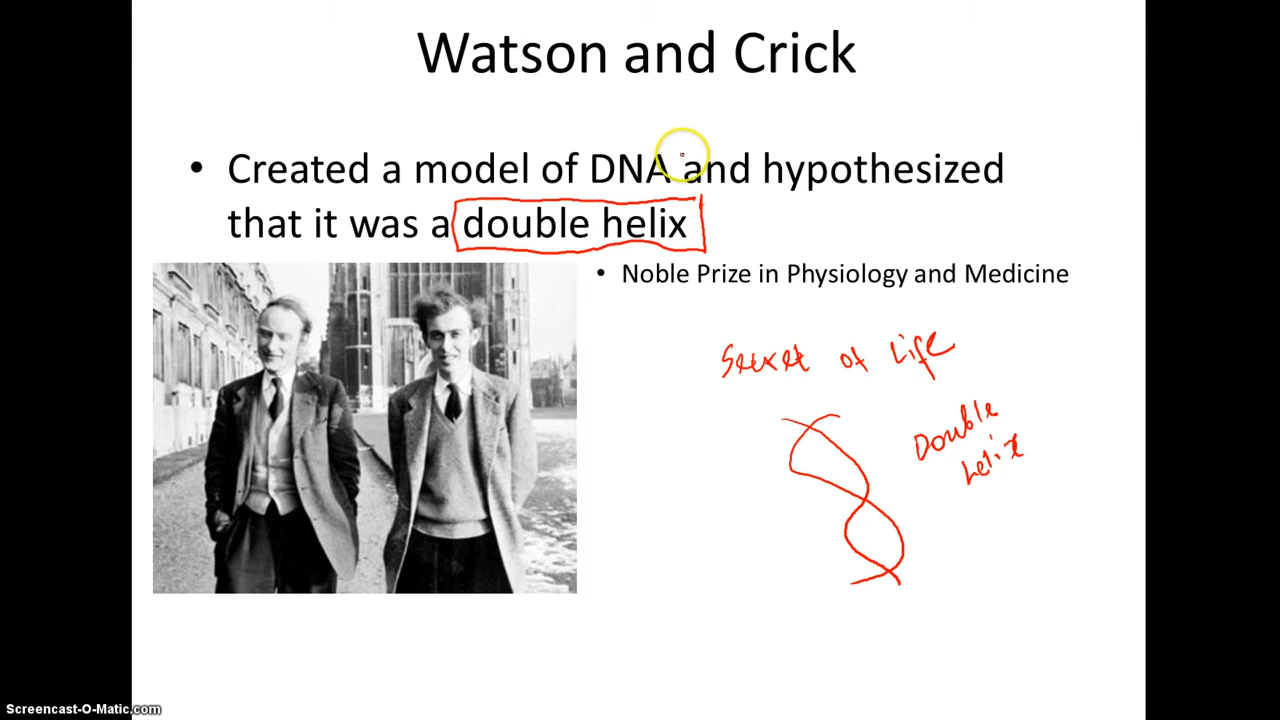 Watson and Crick
• Created a model of DNA and hypothesized
that it was a double helix
• Noble Prize in Physiology and Medicine
Secret of Life
Double
helix
Screencast-O-Matic.com